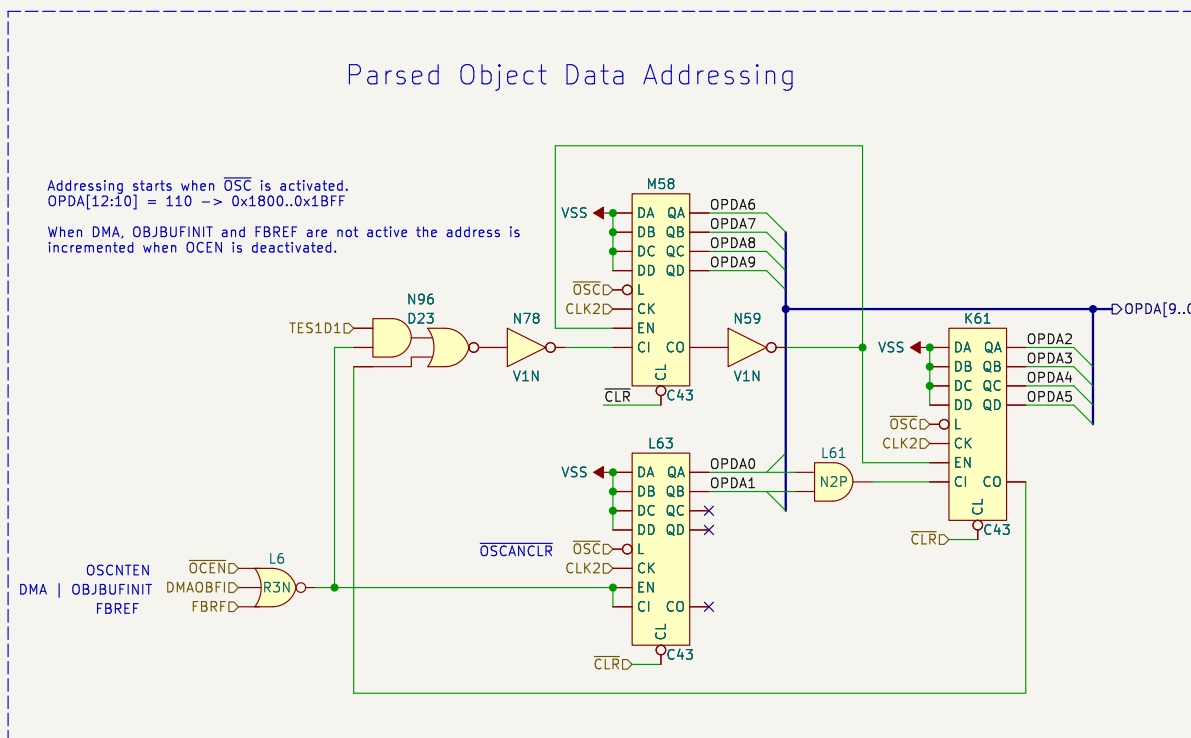 Parsed Object Data Addressing
Addressing starts when OSC is activated.
OPDA[12:10] = 110 -> 0x1800..0x1BFF
When DMA, OBJBUFINIT and FBREF are not active the address is
incremented when OCEN is deactivated.
M58
VSS
DA QA OPDA6
DB QB OPDA7
DC QC OPDA8
DD QD OPDA9
OSC L
CLK2 CK
EN
CI CO
CL
CLR
C43
N96
D23
TES1D1
N78
V1N
N59
V1N
OPDA[9..0
K61
VSS
DA QA OPDA2
DB QB OPDA3
DC QC OPDA4
DD QD OPDA5
OSC L
CLK2 CK
EN
CI CO
CL
CLR
C43
L63
VSS
DA QA OPDA0
DB QB OPDA1
DC QC
DD QD
OSCANCLR OSC L
CLK2 CK
EN
CI CO
CL
CLR
C43
L61
N2P
L6
R3N
OSCNTEN OCEN
DMA | OBJBUFINIT DMAOBFI
FBREF FBRF